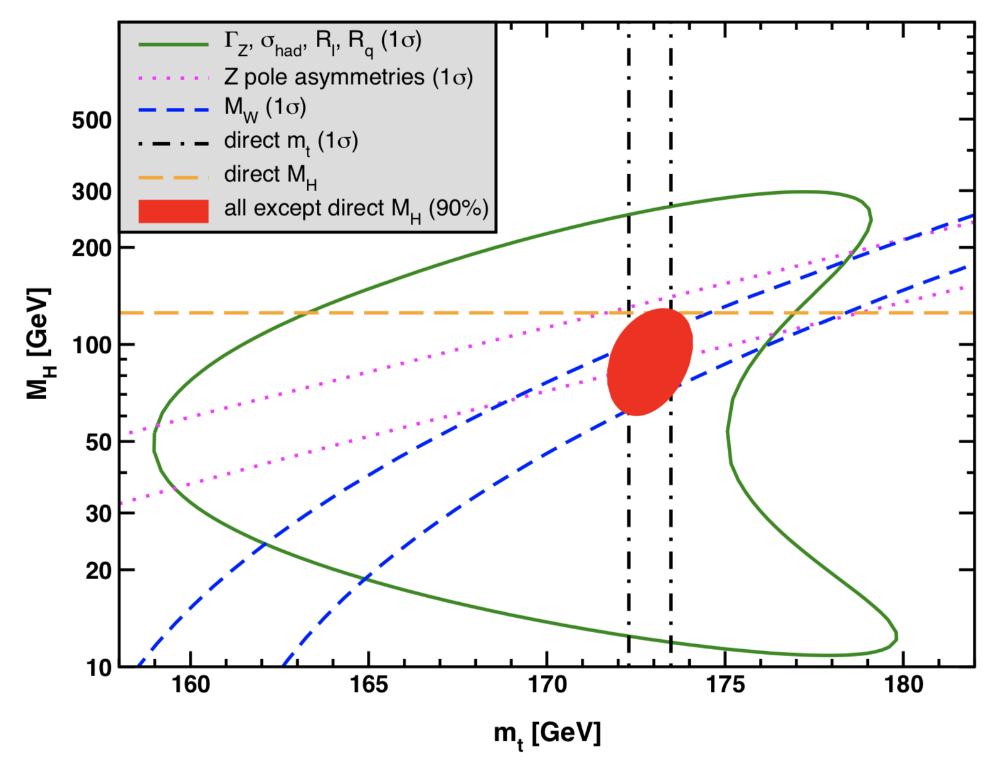 Γ_Z, σ_had, R_l, R_q (1σ)
Z pole asymmetries (1σ)
M_W (1σ)
direct m_t (1σ)
direct M_H
all except direct M_H (90%)
500
300
200
100
50
30
20
10
M_H [GeV]
160 165 170 175 180
m_t [GeV]